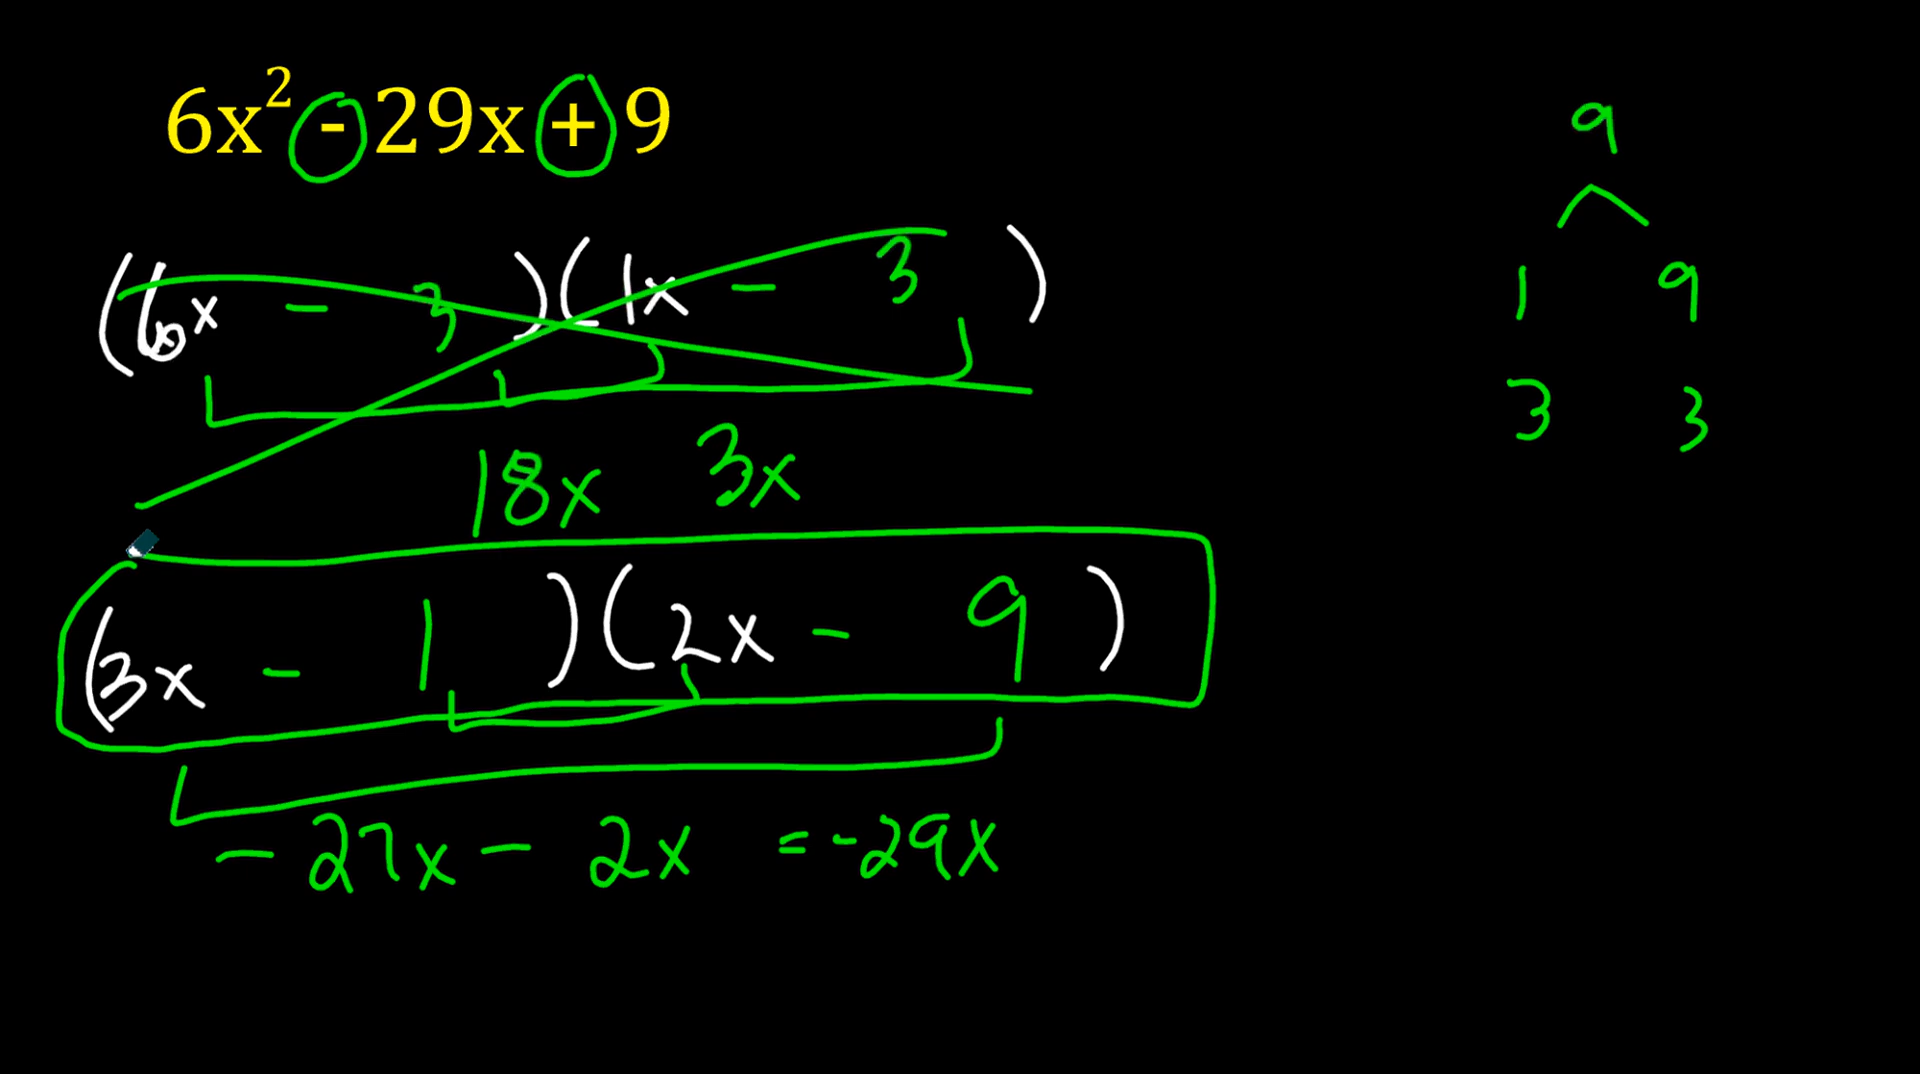 6x² - 29x + 9
9
1 9
3 3
(6x - 3)(1x - 3)
18x 3x
(3x - 1)(2x - 9)
- 27x - 2x = -29x